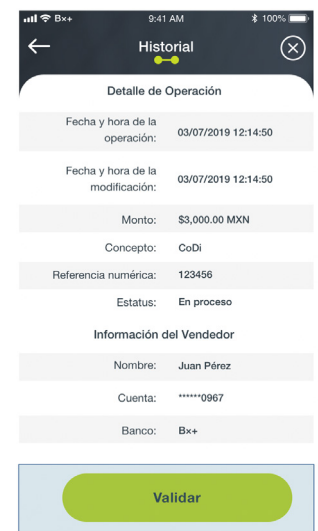 B×+ 9:41 AM 100%
Historial
Detalle de Operación
Fecha y hora de la
operación: 03/07/2019 12:14:50
Fecha y hora de la
modificación: 03/07/2019 12:14:50
Monto: $3,000.00 MXN
Concepto: CoDi
Referencia numérica: 123456
Estatus: En proceso
Información del Vendedor
Nombre: Juan Pérez
Cuenta: ******0967
Banco: B×+
Validar